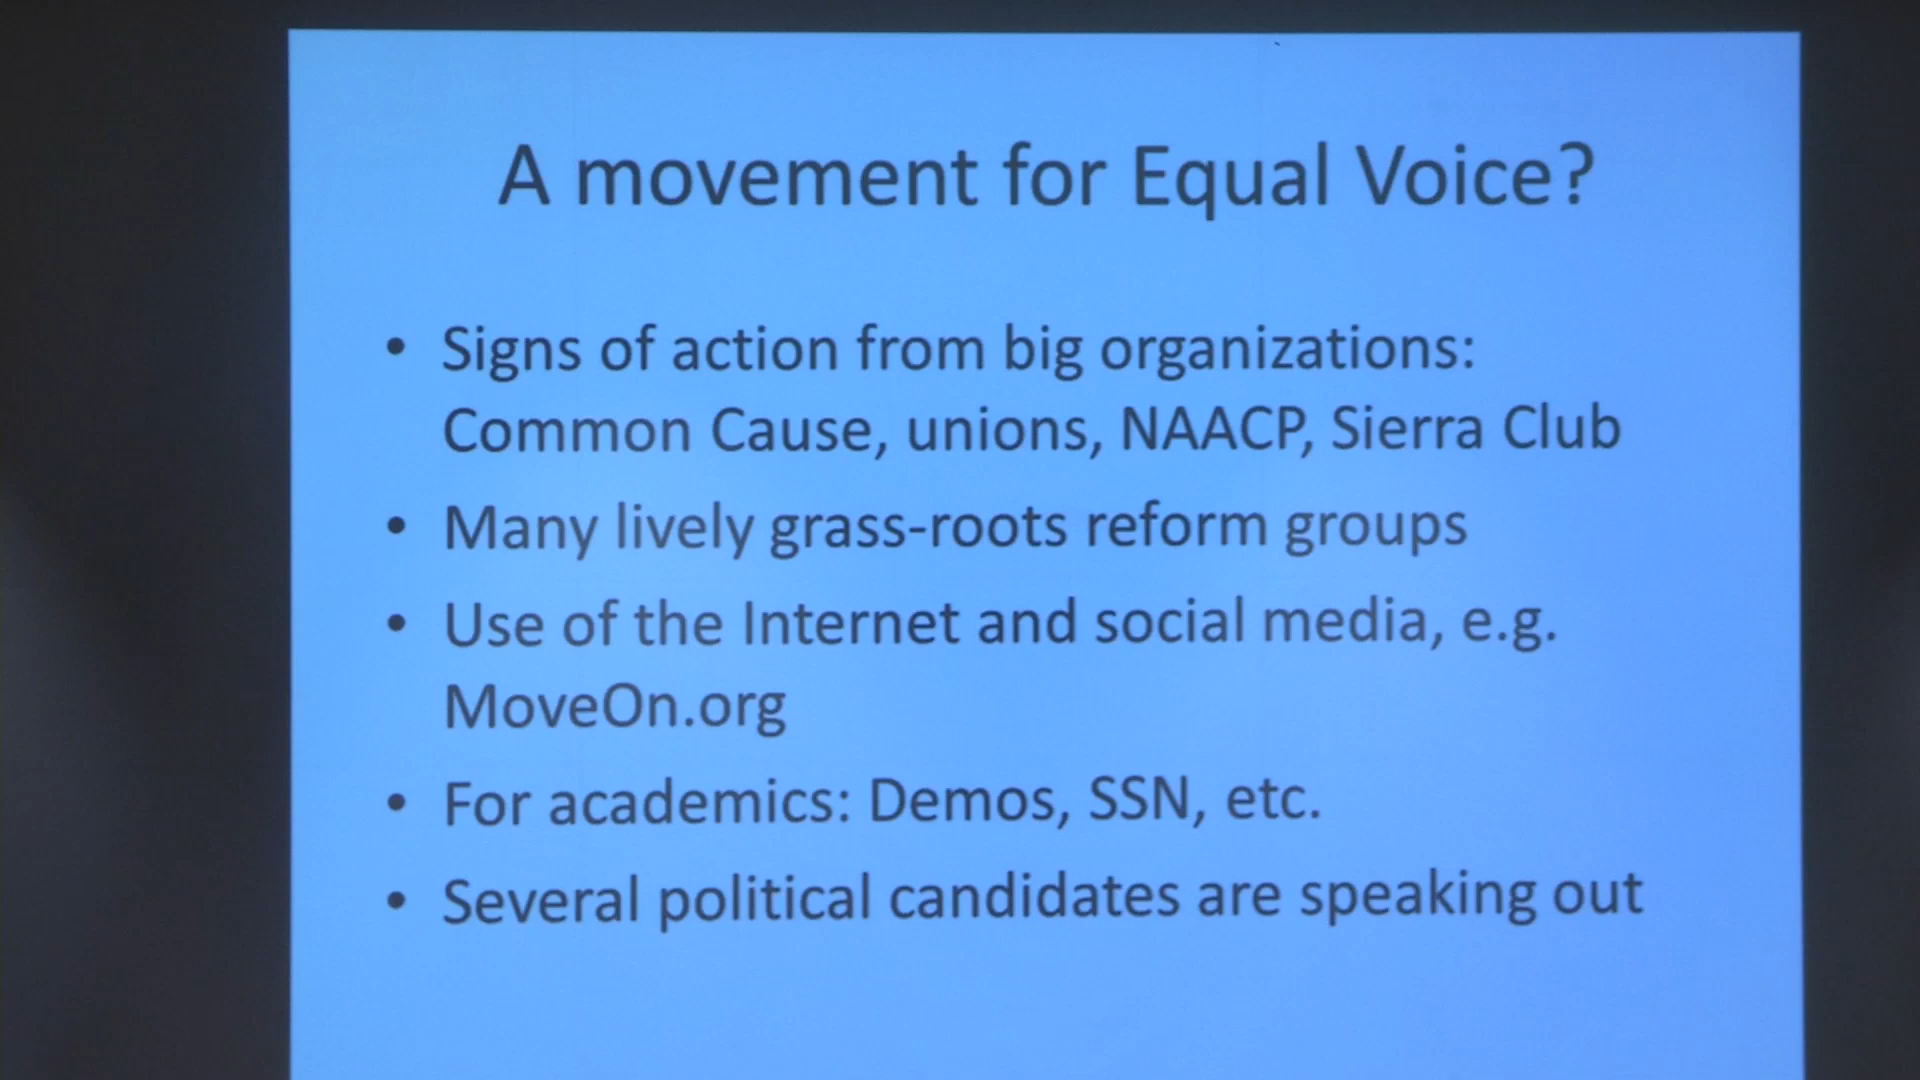 A movement for Equal Voice?
• Signs of action from big organizations:
Common Cause, unions, NAACP, Sierra Club
• Many lively grass-roots reform groups
• Use of the Internet and social media, e.g.
MoveOn.org
• For academics: Demos, SSN, etc.
• Several political candidates are speaking out